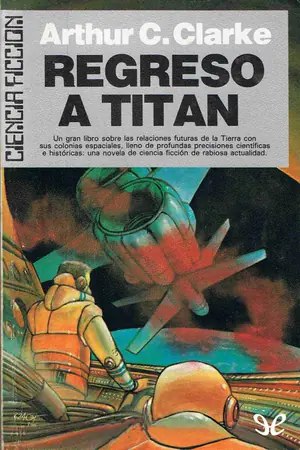 CIENCIA FICCION
Arthur C. Clarke
REGRESO
A TITAN
Un gran libro sobre las relaciones futuras de la Tierra con
sus colonias espaciales, lleno de profundas precisiones científicas
e históricas: una novela de ciencia ficción de rabiosa actualidad.